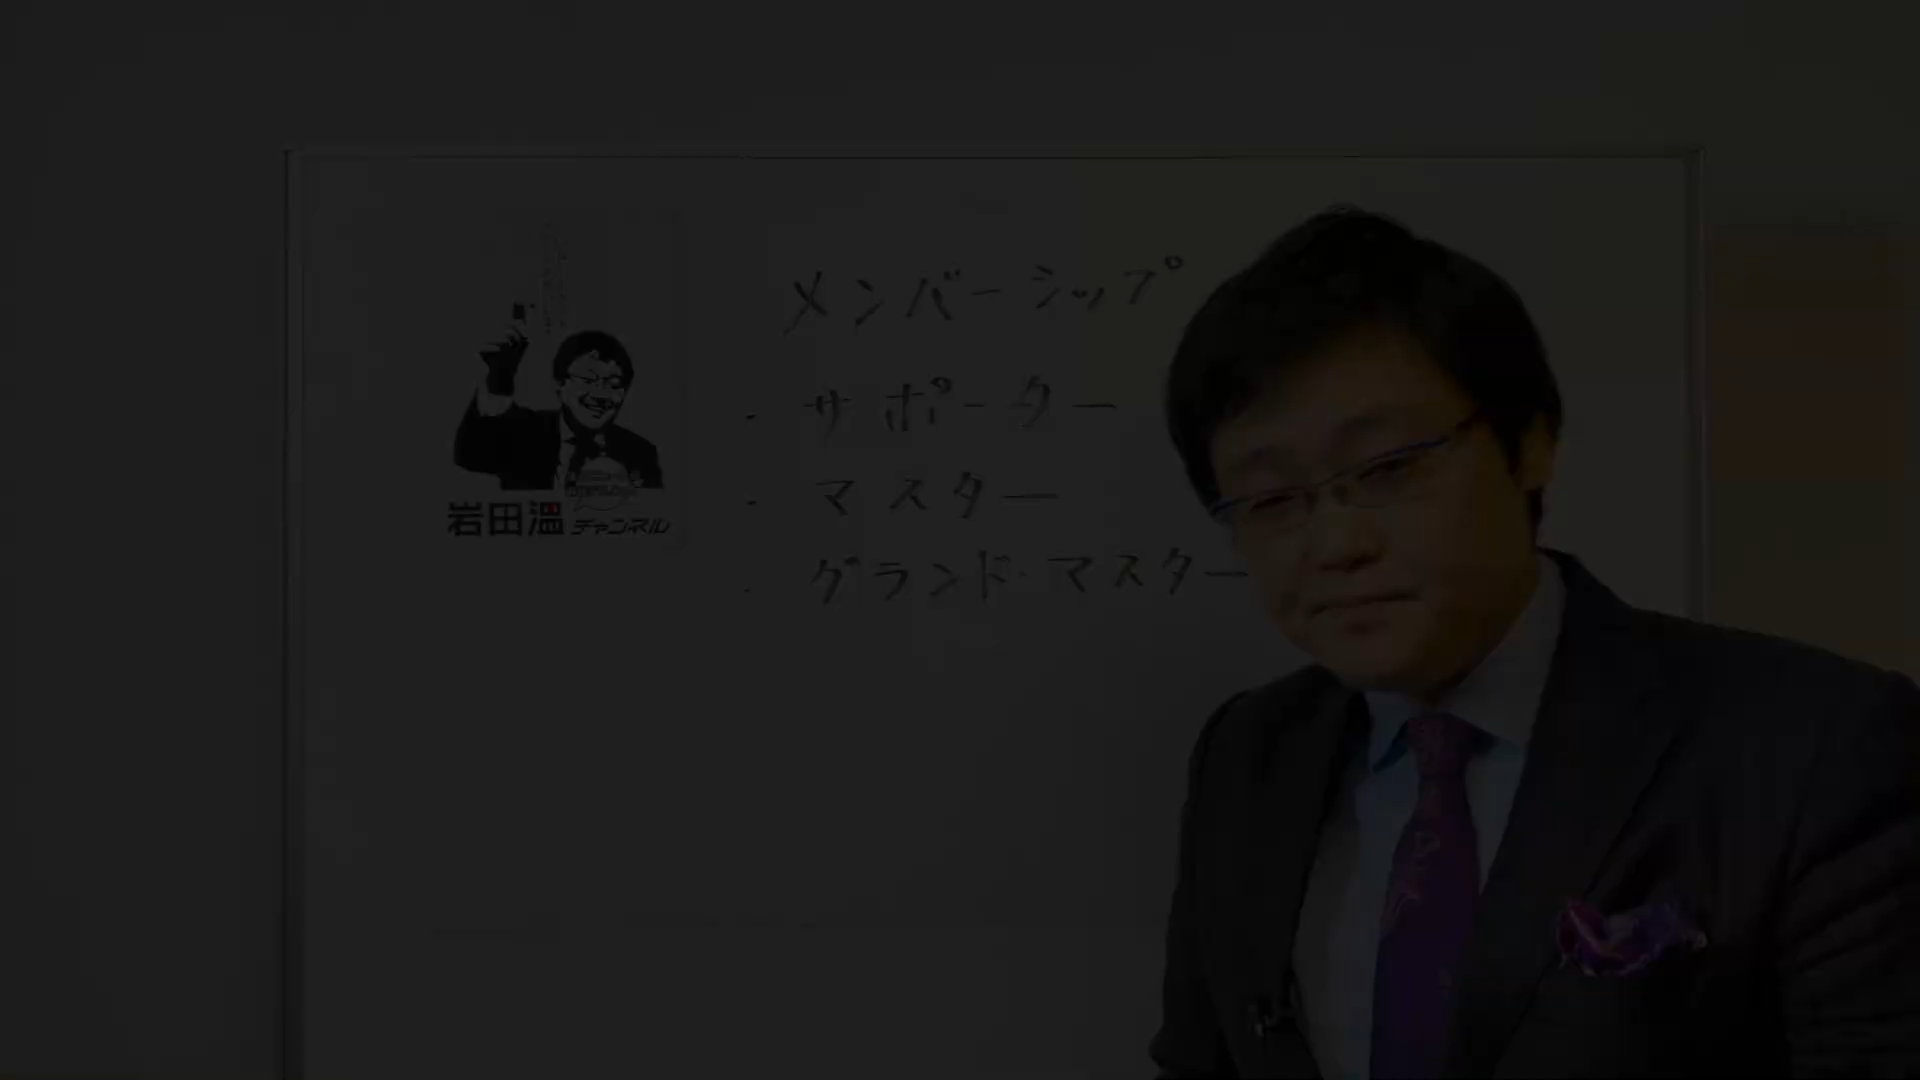 メンバーシップ
・サポーター
・マスター
・グランド・マスター
岩田温チャンネル